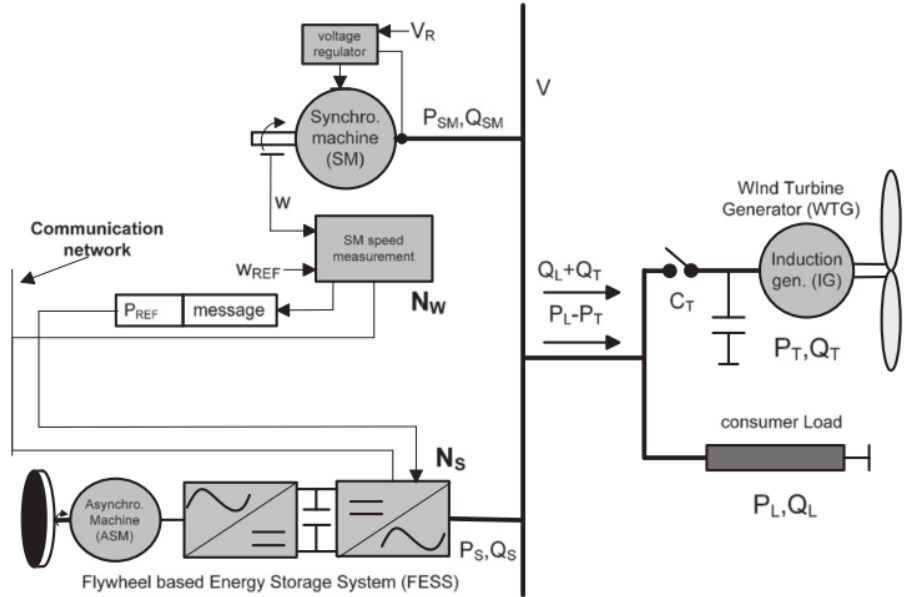 voltage
regulator
V_R
Synchro.
machine
(SM)
P_SM,Q_SM
V
w
SM speed
measurement
w_REF
N_W
Communication
network
P_REF
message
WInd Turbine
Generator (WTG)
Induction
gen. (IG)
Q_L+Q_T
P_L-P_T
C_T
P_T,Q_T
consumer Load
P_L,Q_L
N_S
Asynchro.
Machine
(ASM)
P_S,Q_S
Flywheel based Energy Storage System (FESS)